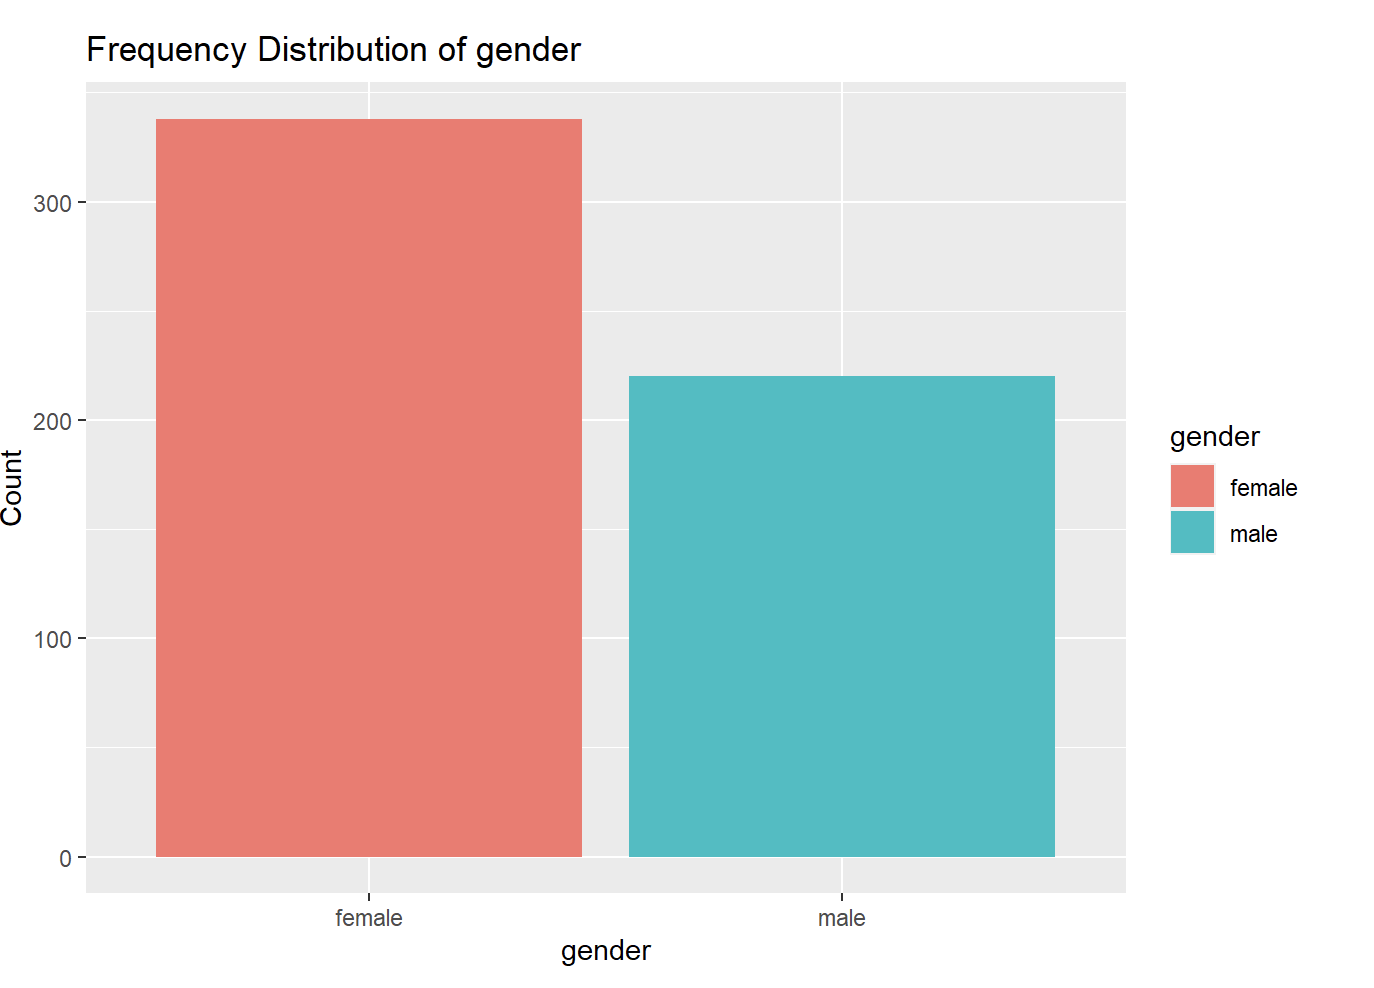 Frequency Distribution of gender
300
200
100
0
Count
female
male
gender
gender
female
male